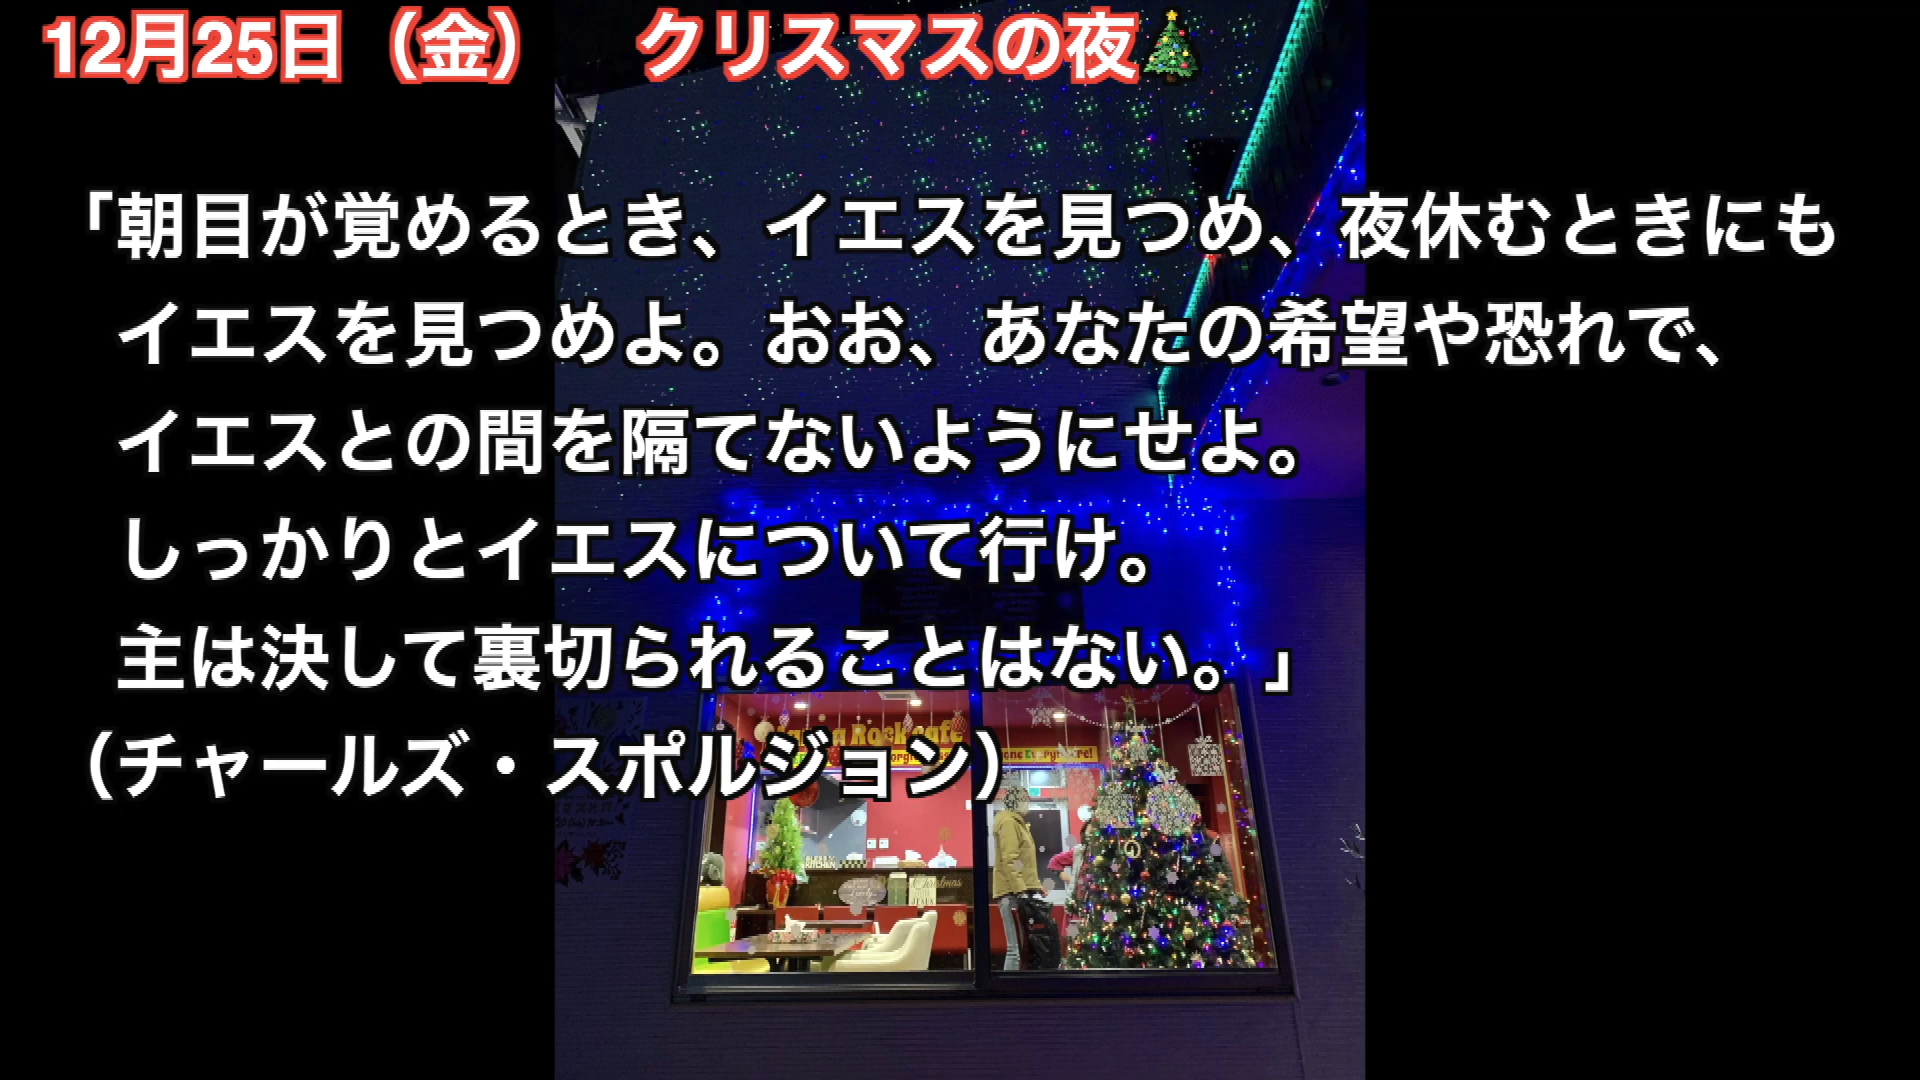 12月25日（金）　クリスマスの夜🎄
「朝目が覚めるとき、イエスを見つめ、夜休むときにも
イエスを見つめよ。おお、あなたの希望や恐れで、
イエスとの間を隔てないようにせよ。
しっかりとイエスについて行け。
主は決して裏切られることはない。」
（チャールズ・スポルジョン）
Rock cafe
KITCHEN
Christmas